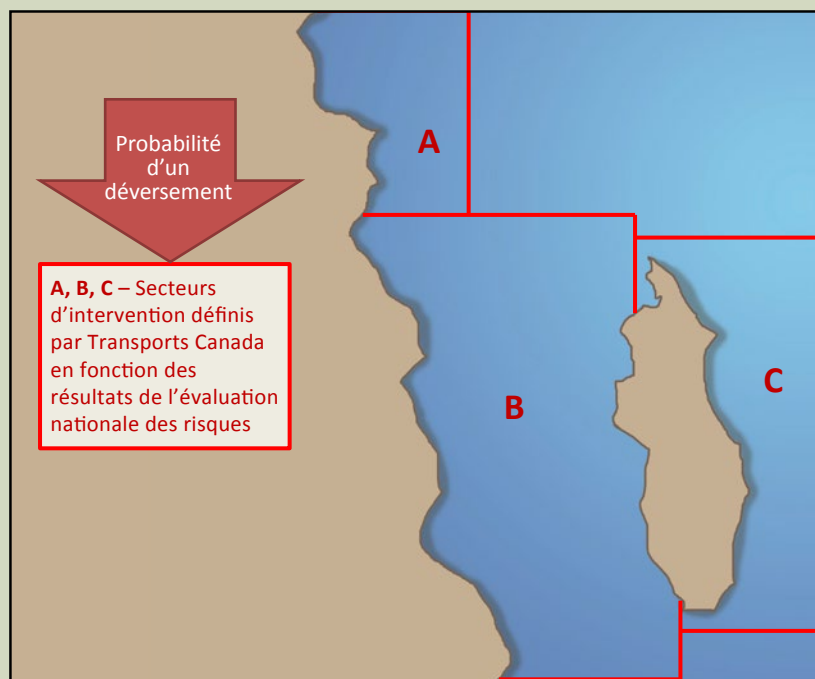 Probabilité
d’un
déversement
A, B, C – Secteurs
d’intervention définis
par Transports Canada
en fonction des
résultats de l’évaluation
nationale des risques
A
B
C